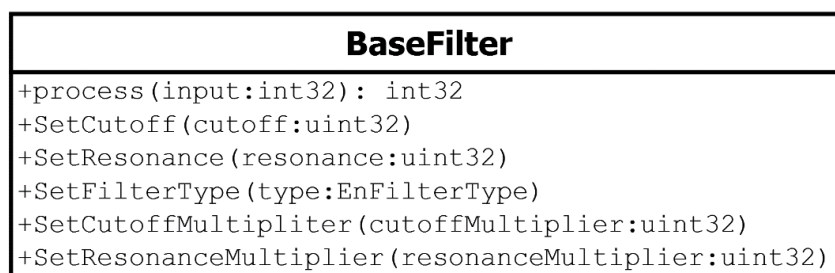 BaseFilter
+process(input:int32): int32
+SetCutoff(cutoff:uint32)
+SetResonance(resonance:uint32)
+SetFilterType(type:EnFilterType)
+SetCutoffMultipliter(cutoffMultiplier:uint32)
+SetResonanceMultiplier(resonanceMultiplier:uint32)